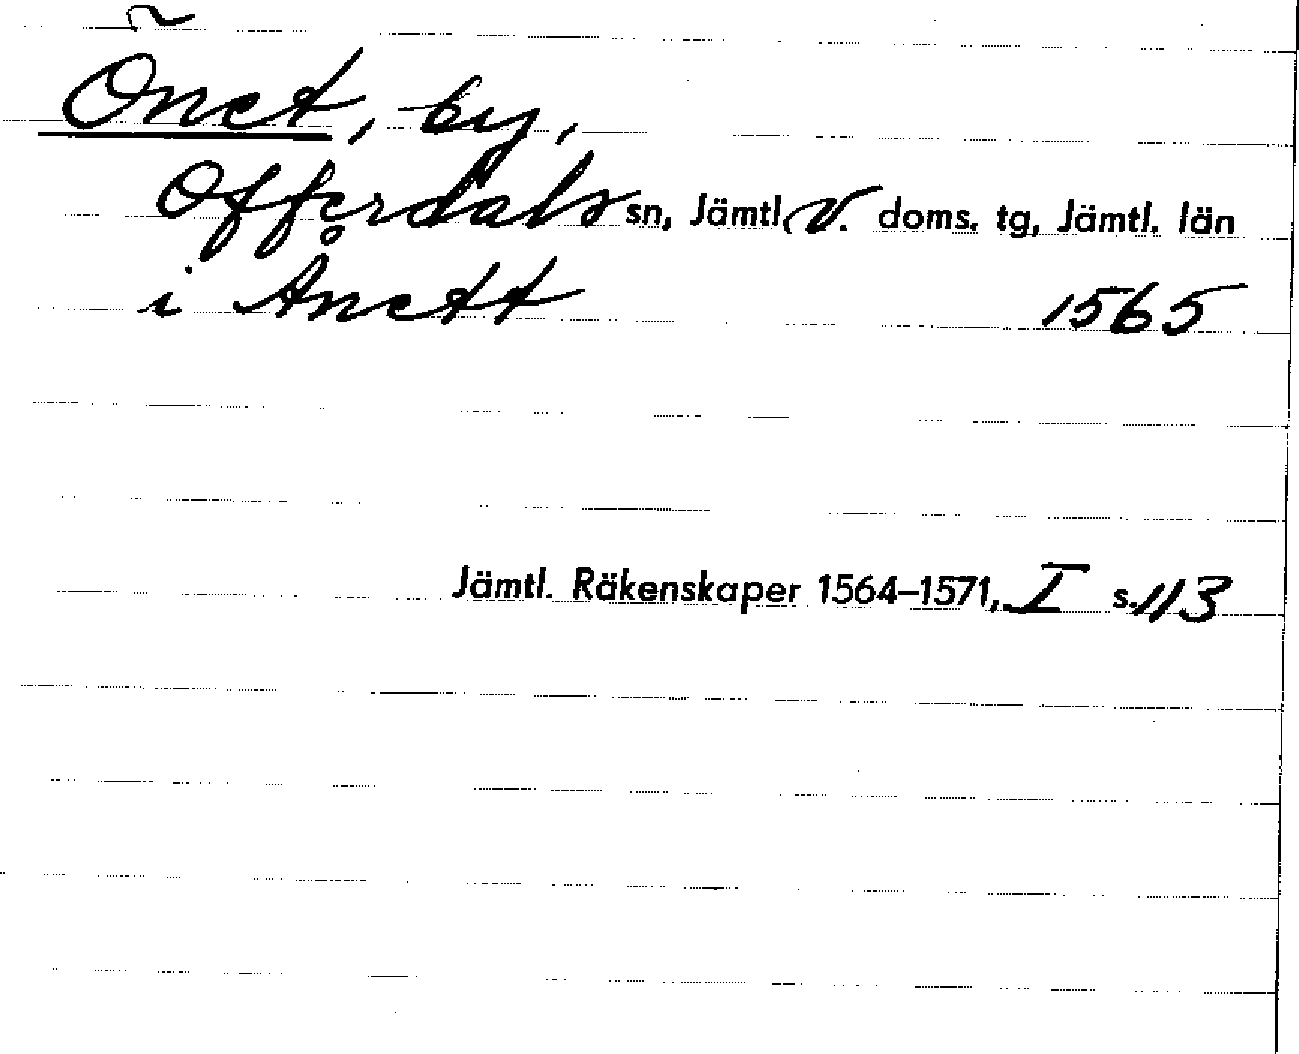 Önet, by,
Offerdals sn, Jämtl. V. doms. tg, Jämtl. län
i Ånett 1565
Jämtl. Räkenskaper 1564–1571, I s. 113